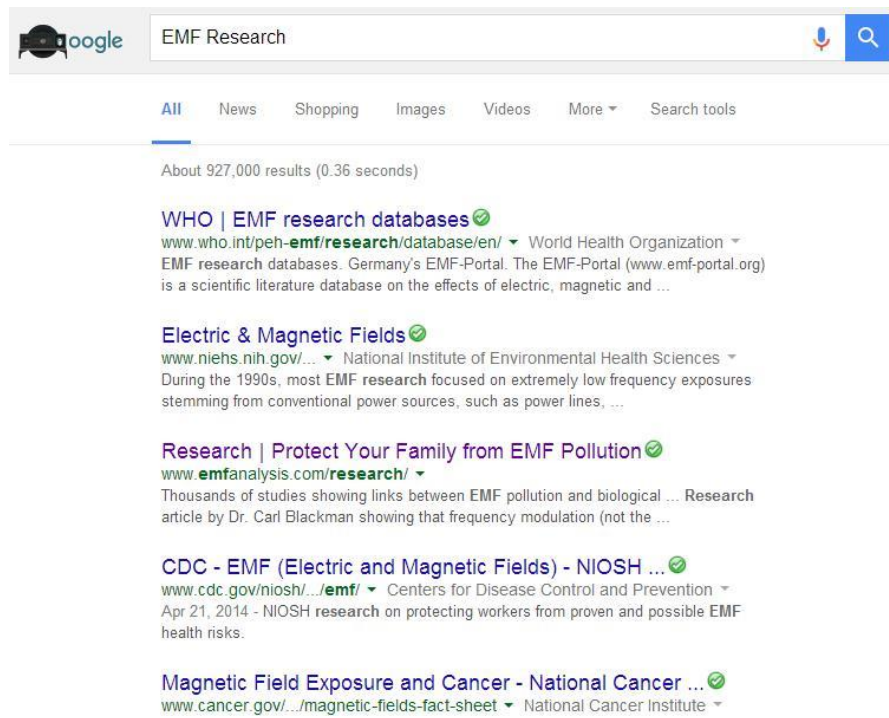 oogle
EMF Research
All News Shopping Images Videos More Search tools
About 927,000 results (0.36 seconds)
WHO | EMF research databases
www.who.int/peh-emf/research/database/en/ World Health Organization
EMF research databases. Germany's EMF-Portal. The EMF-Portal (www.emf-portal.org)
is a scientific literature database on the effects of electric, magnetic and ...
Electric & Magnetic Fields
www.niehs.nih.gov/... National Institute of Environmental Health Sciences
During the 1990s, most EMF research focused on extremely low frequency exposures
stemming from conventional power sources, such as power lines, ...
Research | Protect Your Family from EMF Pollution
www.emfanalysis.com/research/
Thousands of studies showing links between EMF pollution and biological ... Research
article by Dr. Carl Blackman showing that frequency modulation (not the ...
CDC - EMF (Electric and Magnetic Fields) - NIOSH ...
www.cdc.gov/niosh/.../emf/ Centers for Disease Control and Prevention
Apr 21, 2014 - NIOSH research on protecting workers from proven and possible EMF
health risks.
Magnetic Field Exposure and Cancer - National Cancer ...
www.cancer.gov/.../magnetic-fields-fact-sheet National Cancer Institute